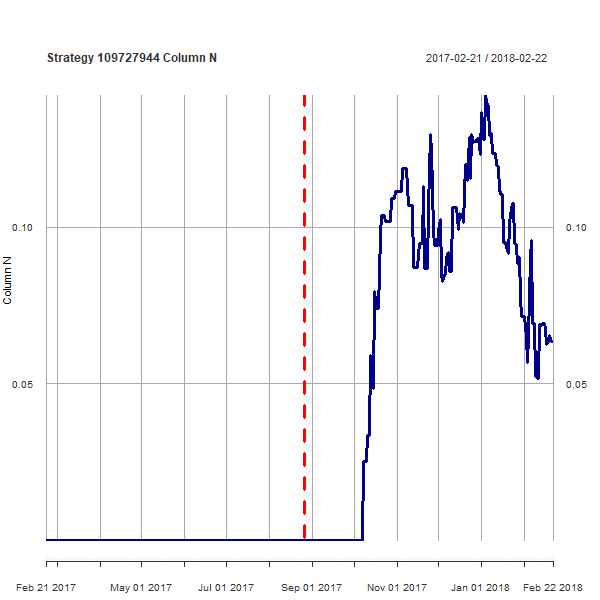 Strategy 109727944 Column N
2017-02-21 / 2018-02-22
0.10
0.10
Column N
0.05
0.05
Feb 21 2017
May 01 2017
Jul 01 2017
Sep 01 2017
Nov 01 2017
Jan 01 2018
Feb 22 2018